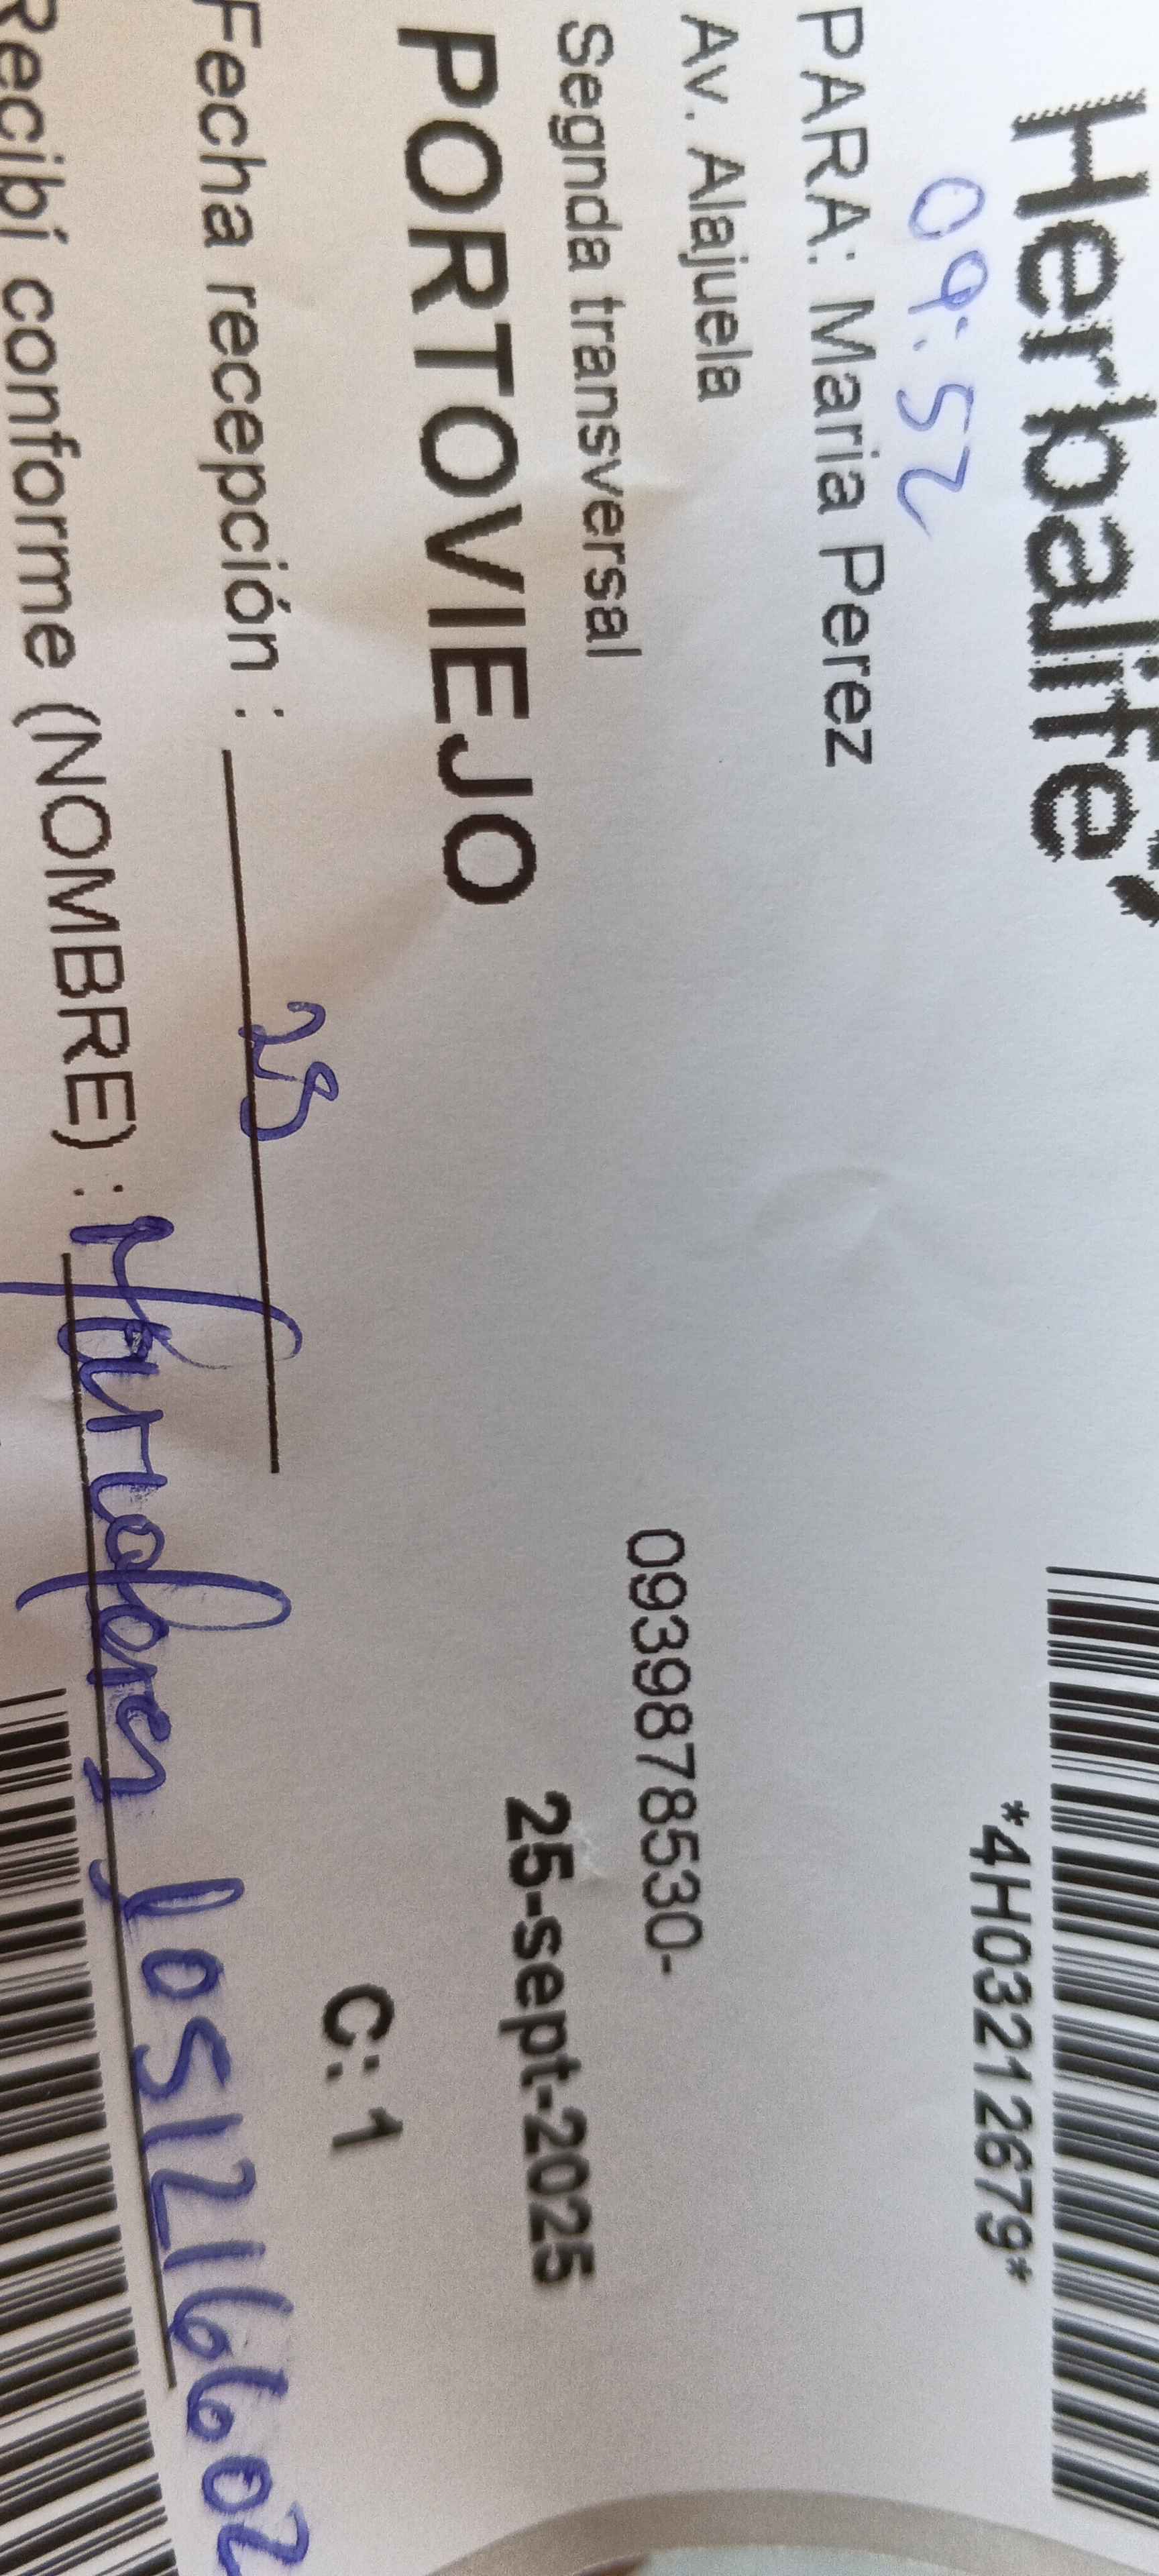 Herbalife
*4H03212679*
09:52
PARA: Maria Perez
Av. Alajuela
0939878530-
Segnda transversal
25-sept-2025
PORTOVIEJO
C: 1
Fecha recepción :
Recibí conforme (NOMBRE) :